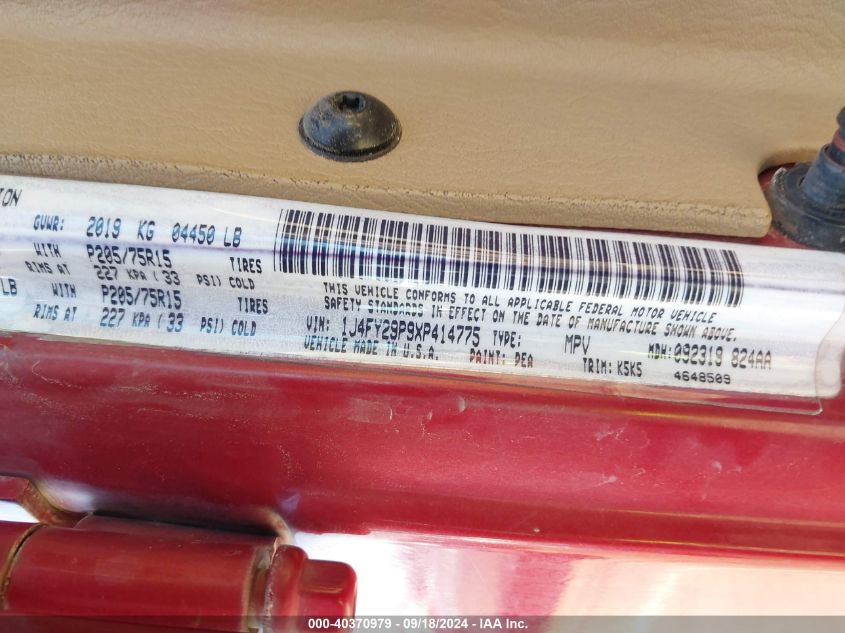 TION
GVWR: 2019 KG 04450 LB
WITH P205/75R15 TIRES
RIMS AT 227 KPA (33 PSI) COLD
LB WITH P205/75R15 TIRES
RIMS AT 227 KPA (33 PSI) COLD
THIS VEHICLE CONFORMS TO ALL APPLICABLE FEDERAL MOTOR VEHICLE
SAFETY STANDARDS IN EFFECT ON THE DATE OF MANUFACTURE SHOWN ABOVE.
VIN: 1J4FY29P9XP414775 TYPE: MPV MDH: 092319 824AA
VEHICLE MADE IN U.S.A. PAINT: PEA TRIM: K5K5
4648509
000-40370979 - 09/18/2024 - IAA Inc.